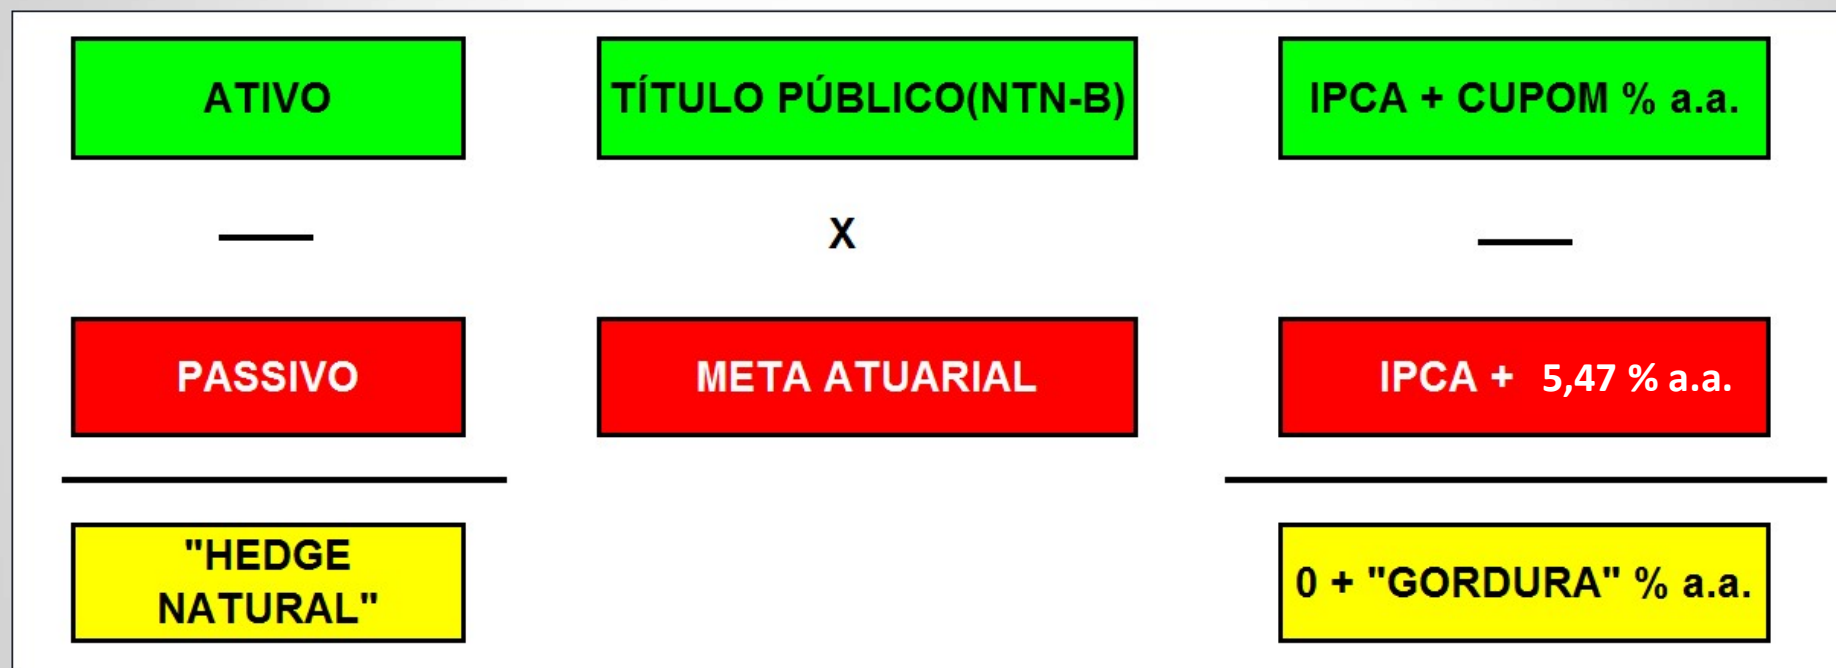 ATIVO
TÍTULO PÚBLICO(NTN-B)
IPCA + CUPOM % a.a.
X
PASSIVO
META ATUARIAL
IPCA + 5,47 % a.a.
"HEDGE
NATURAL"
0 + "GORDURA" % a.a.